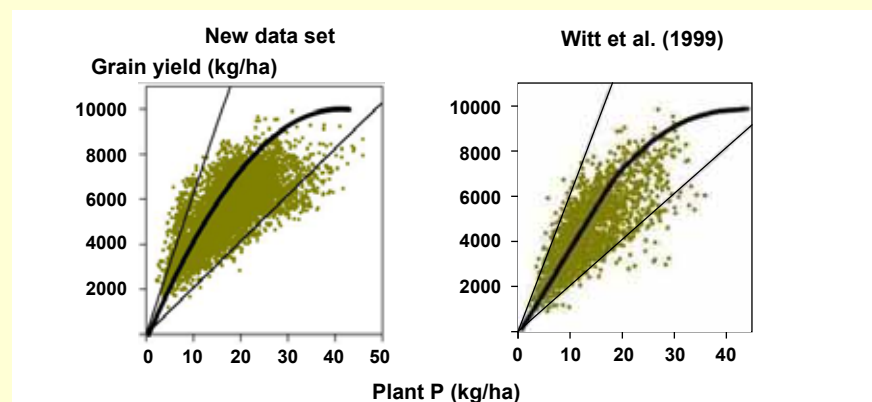 New data set
Witt et al. (1999)
Grain yield (kg/ha)
10000
8000
6000
4000
2000
0 10 20 30 40 50
10000
8000
6000
4000
2000
0 10 20 30 40
Plant P (kg/ha)